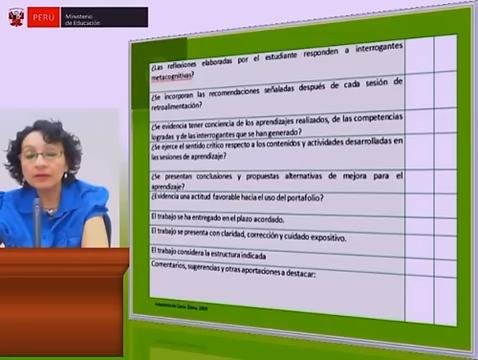 PERÚ
Ministerio
de Educación
¿Las reflexiones elaboradas por el estudiante responden a interrogantes
metacognitivas?
¿Se incorporan las recomendaciones señaladas después de cada sesión de
retroalimentación?
¿Se evidencia tener conciencia de los aprendizajes realizados, de las competencias
logradas y de las interrogantes que se han generado?
¿Se ejerce el sentido crítico respecto a los contenidos y actividades desarrolladas en
las sesiones de aprendizaje?
¿Se presentan conclusiones y propuestas alternativas de mejora para el
aprendizaje?
¿Evidencia una actitud favorable hacia el uso del portafolio?
El trabajo se ha entregado en el plazo acordado.
El trabajo se presenta con claridad, corrección y cuidado expositivo.
El trabajo considera la estructura indicada
Comentarios, sugerencias y otras aportaciones a destacar: